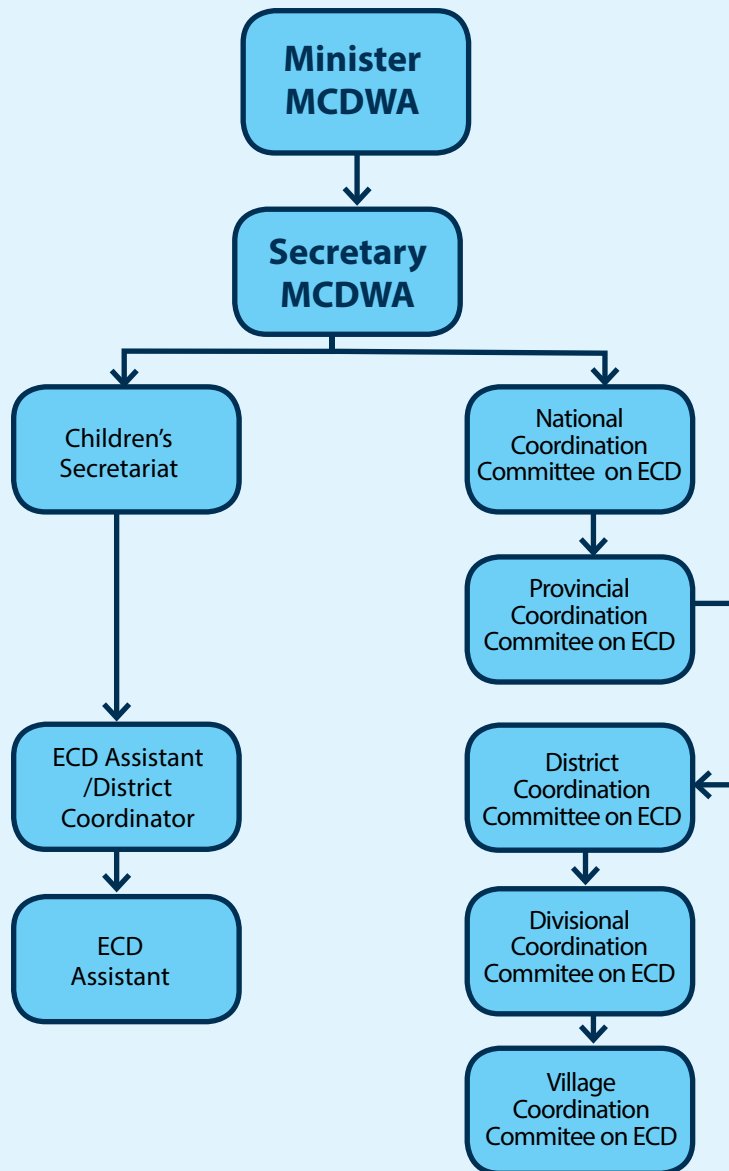 Minister
MCDWA
Secretary
MCDWA
Children's
Secretariat
National
Coordination
Committee on ECD
Provincial
Coordination
Commitee on ECD
ECD Assistant
/District
Coordinator
District
Coordination
Committee on ECD
ECD
Assistant
Divisional
Coordination
Commitee on ECD
Village
Coordination
Commitee on ECD